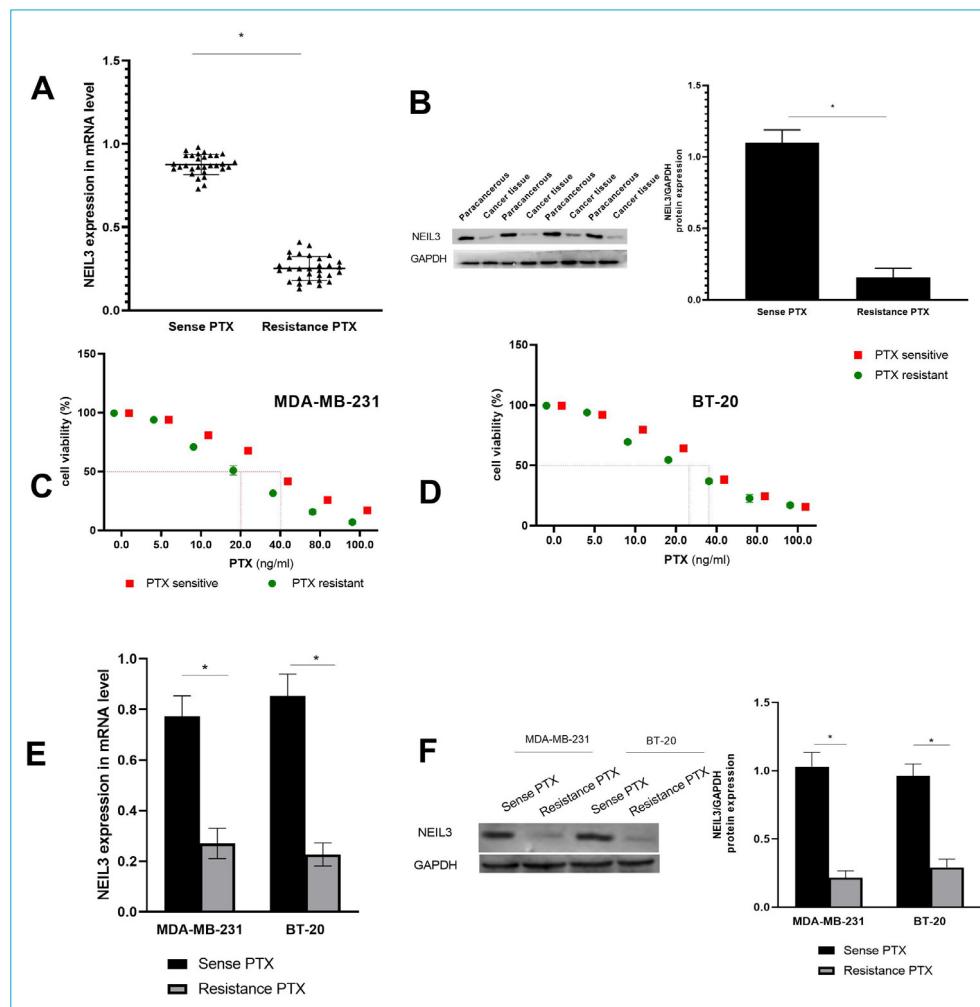 A
*
NEIL3 expression in mRNA level
1.5
1.0
0.5
0.0
Sense PTX Resistance PTX
B
Paracancerous Cancer tissue Paracancerous Cancer tissue Paracancerous Cancer tissue Paracancerous Cancer tissue
NEIL3
GAPDH
*
NEIL3/GAPDH
protein expression
1.5
1.0
0.5
0.0
Sense PTX Resistance PTX
C
MDA-MB-231
cell viability (%)
150
100
50
0
0.0 5.0 10.0 20.0 40.0 80.0 100.0
PTX (ng/ml)
PTX sensitive PTX resistant
D
BT-20
PTX sensitive
PTX resistant
cell viability (%)
150
100
50
0
0.0 5.0 10.0 20.0 40.0 80.0 100.0
PTX (ng/ml)
E
NEIL3 expression in mRNA level
1.0
0.8
0.6
0.4
0.2
0.0
* *
MDA-MB-231 BT-20
Sense PTX
Resistance PTX
F
MDA-MB-231 BT-20
Sense PTX Resistance PTX Sense PTX Resistance PTX
NEIL3
GAPDH
NEIL3/GAPDH
protein expression
1.5
1.0
0.5
0.0
* *
MDA-MB-231 BT-20
Sense PTX
Resistance PTX